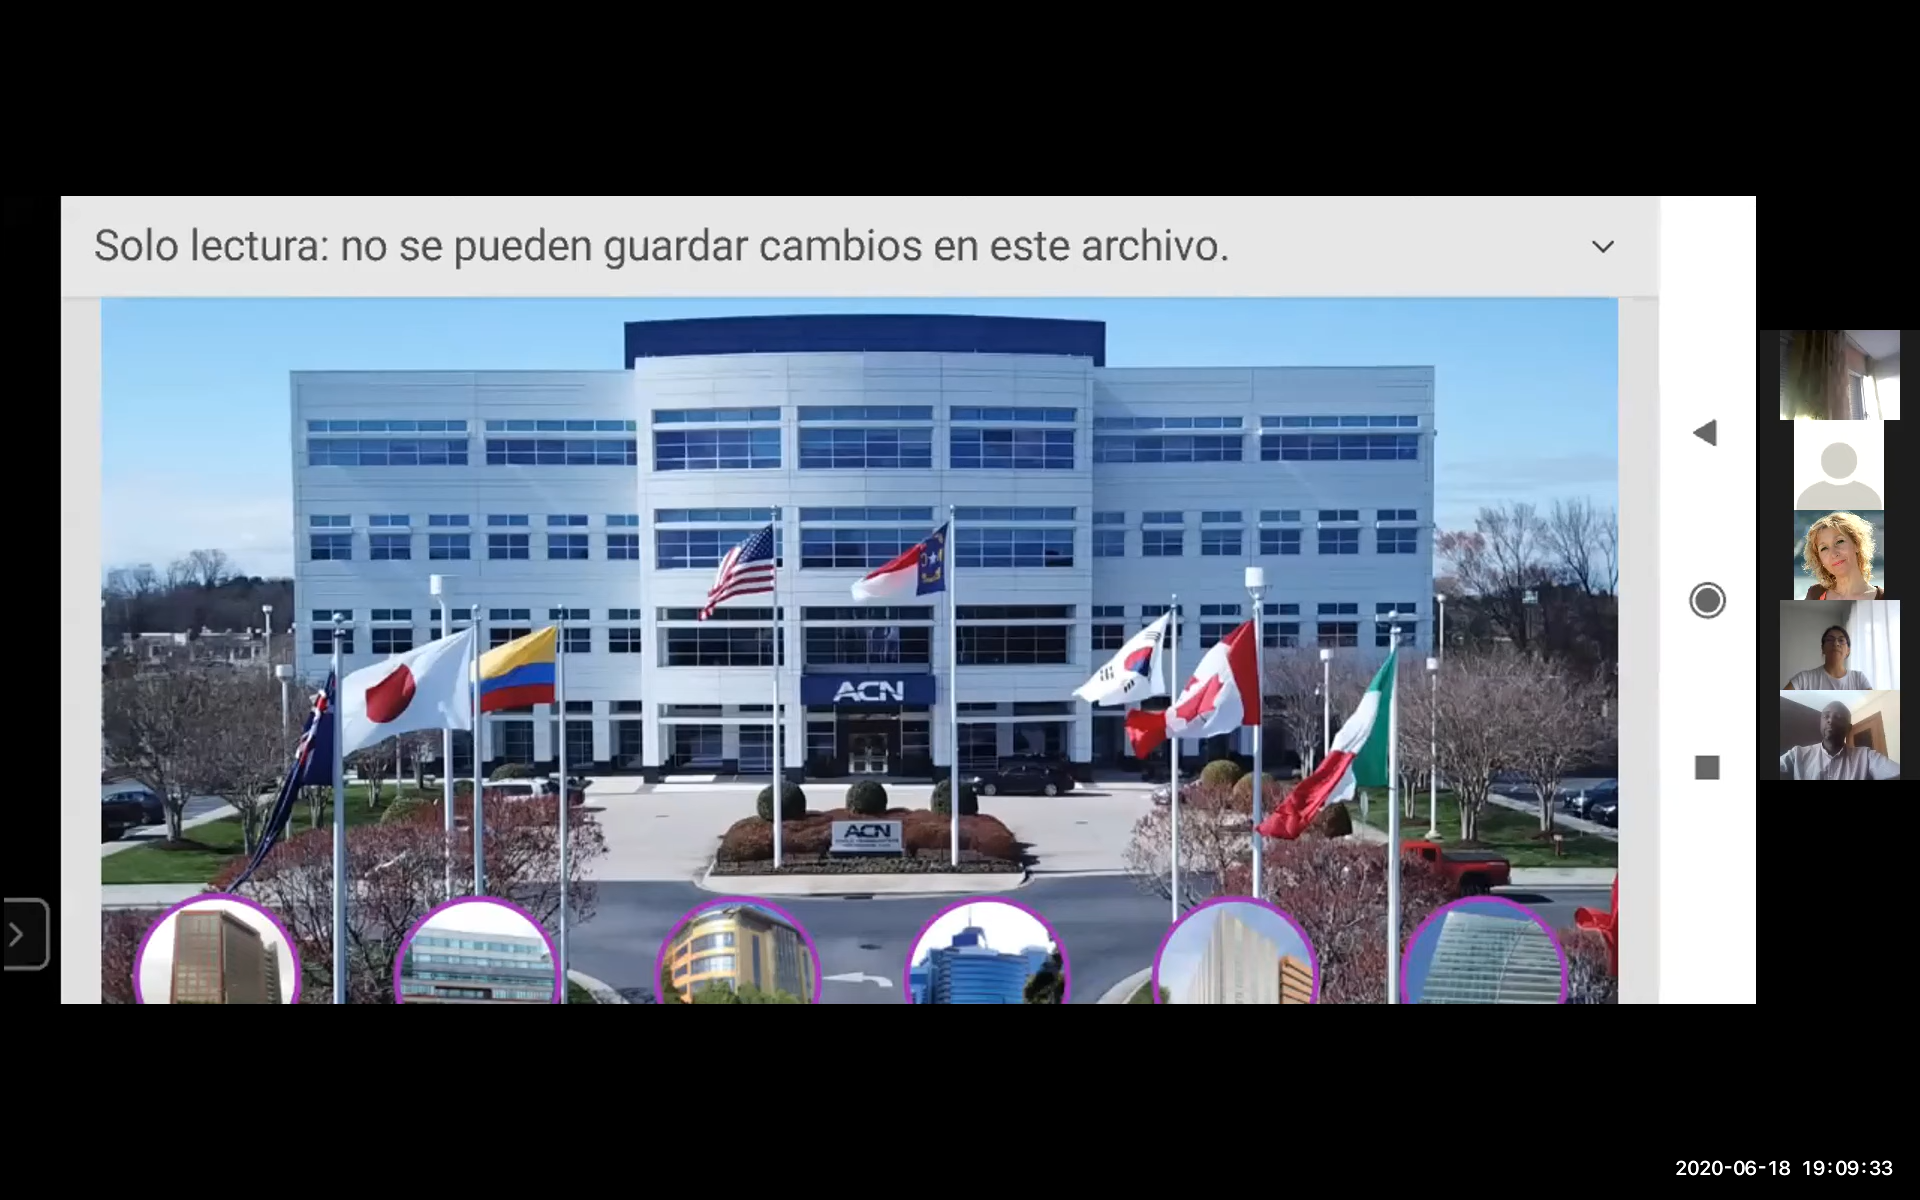 Solo lectura: no se pueden guardar cambios en este archivo.
ACN
ACN
2020-06-18 19:09:33